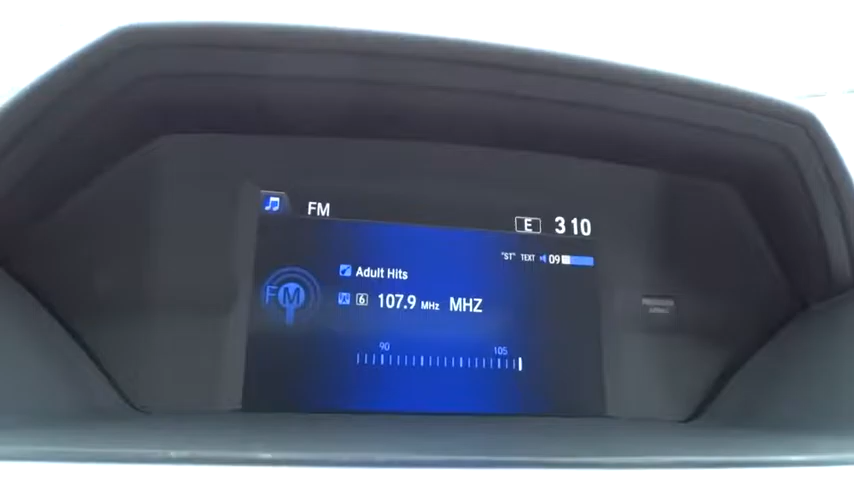 FM
E 3 10
"ST" TEXT 09
Adult Hits
FM
6 107.9 MHz MHZ
90 105